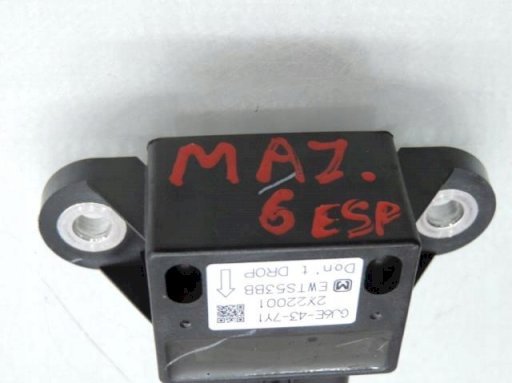 MAZ.
6 ESP
GJ6E-43-7Y1
2X22001
EWTS53BB
Don't DROP